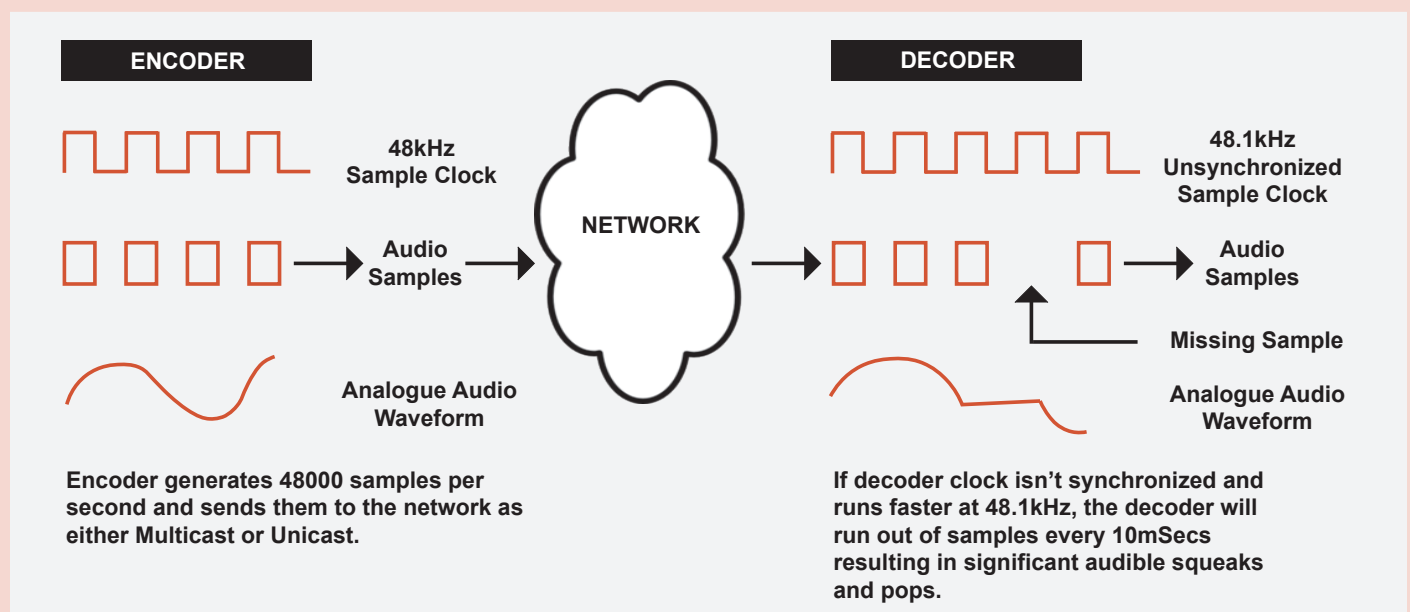 ENCODER
48kHz
Sample Clock
Audio
Samples
Analogue Audio
Waveform
Encoder generates 48000 samples per
second and sends them to the network as
either Multicast or Unicast.
NETWORK
DECODER
48.1kHz
Unsynchronized
Sample Clock
Audio
Samples
Missing Sample
Analogue Audio
Waveform
If decoder clock isn’t synchronized and
runs faster at 48.1kHz, the decoder will
run out of samples every 10mSecs
resulting in significant audible squeaks
and pops.